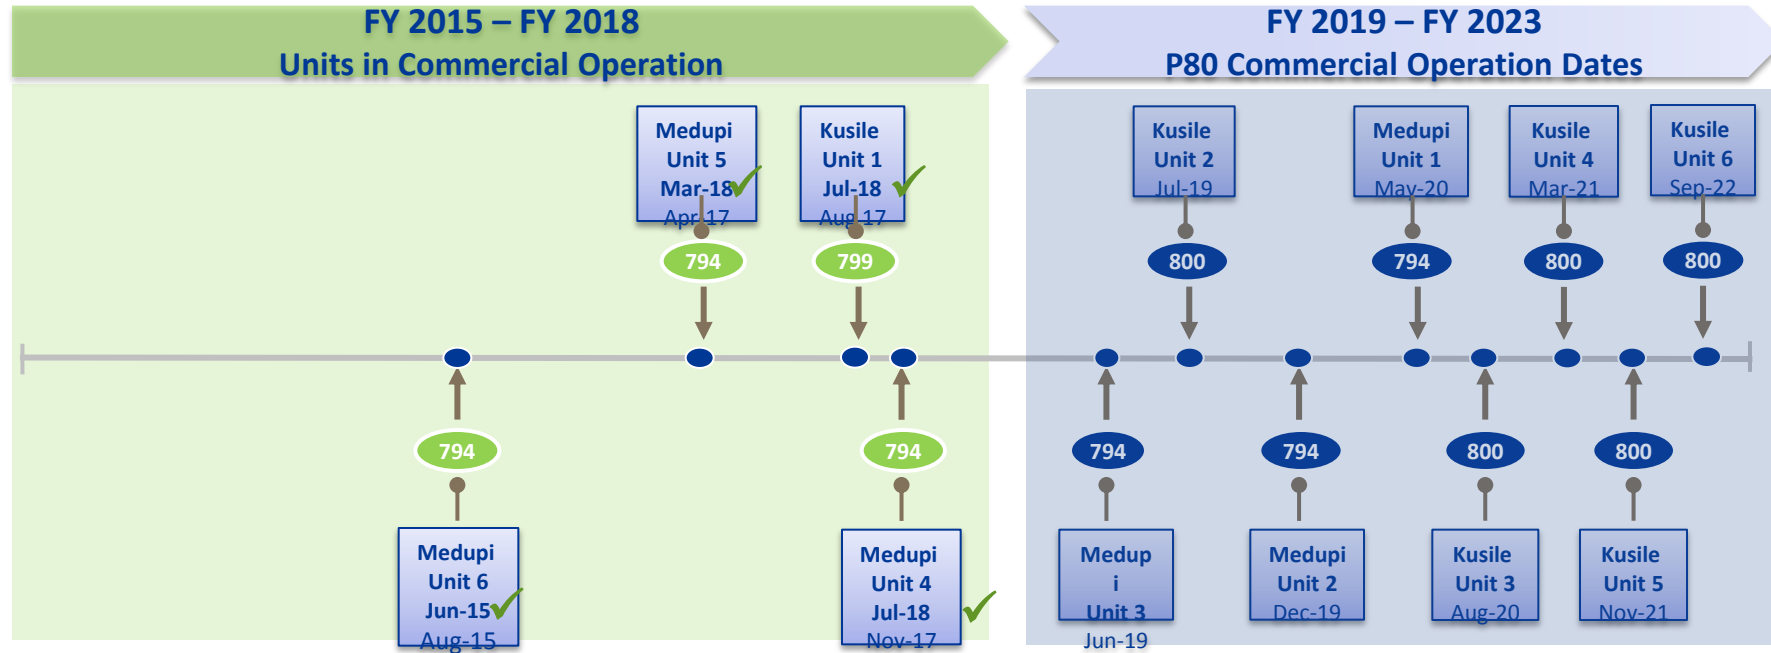 FY 2015 – FY 2018
Units in Commercial Operation
FY 2019 – FY 2023
P80 Commercial Operation Dates
Medupi
Unit 5
Mar-18
Apr-17
794
Kusile
Unit 1
Jul-18
Aug-17
799
Kusile
Unit 2
Jul-19
800
Medupi
Unit 1
May-20
794
Kusile
Unit 4
Mar-21
800
Kusile
Unit 6
Sep-22
800
794
Medupi
Unit 6
Jun-15
Aug-15
794
Medupi
Unit 4
Jul-18
Nov-17
794
Medup
i
Unit 3
Jun-19
794
Medupi
Unit 2
Dec-19
800
Kusile
Unit 3
Aug-20
800
Kusile
Unit 5
Nov-21